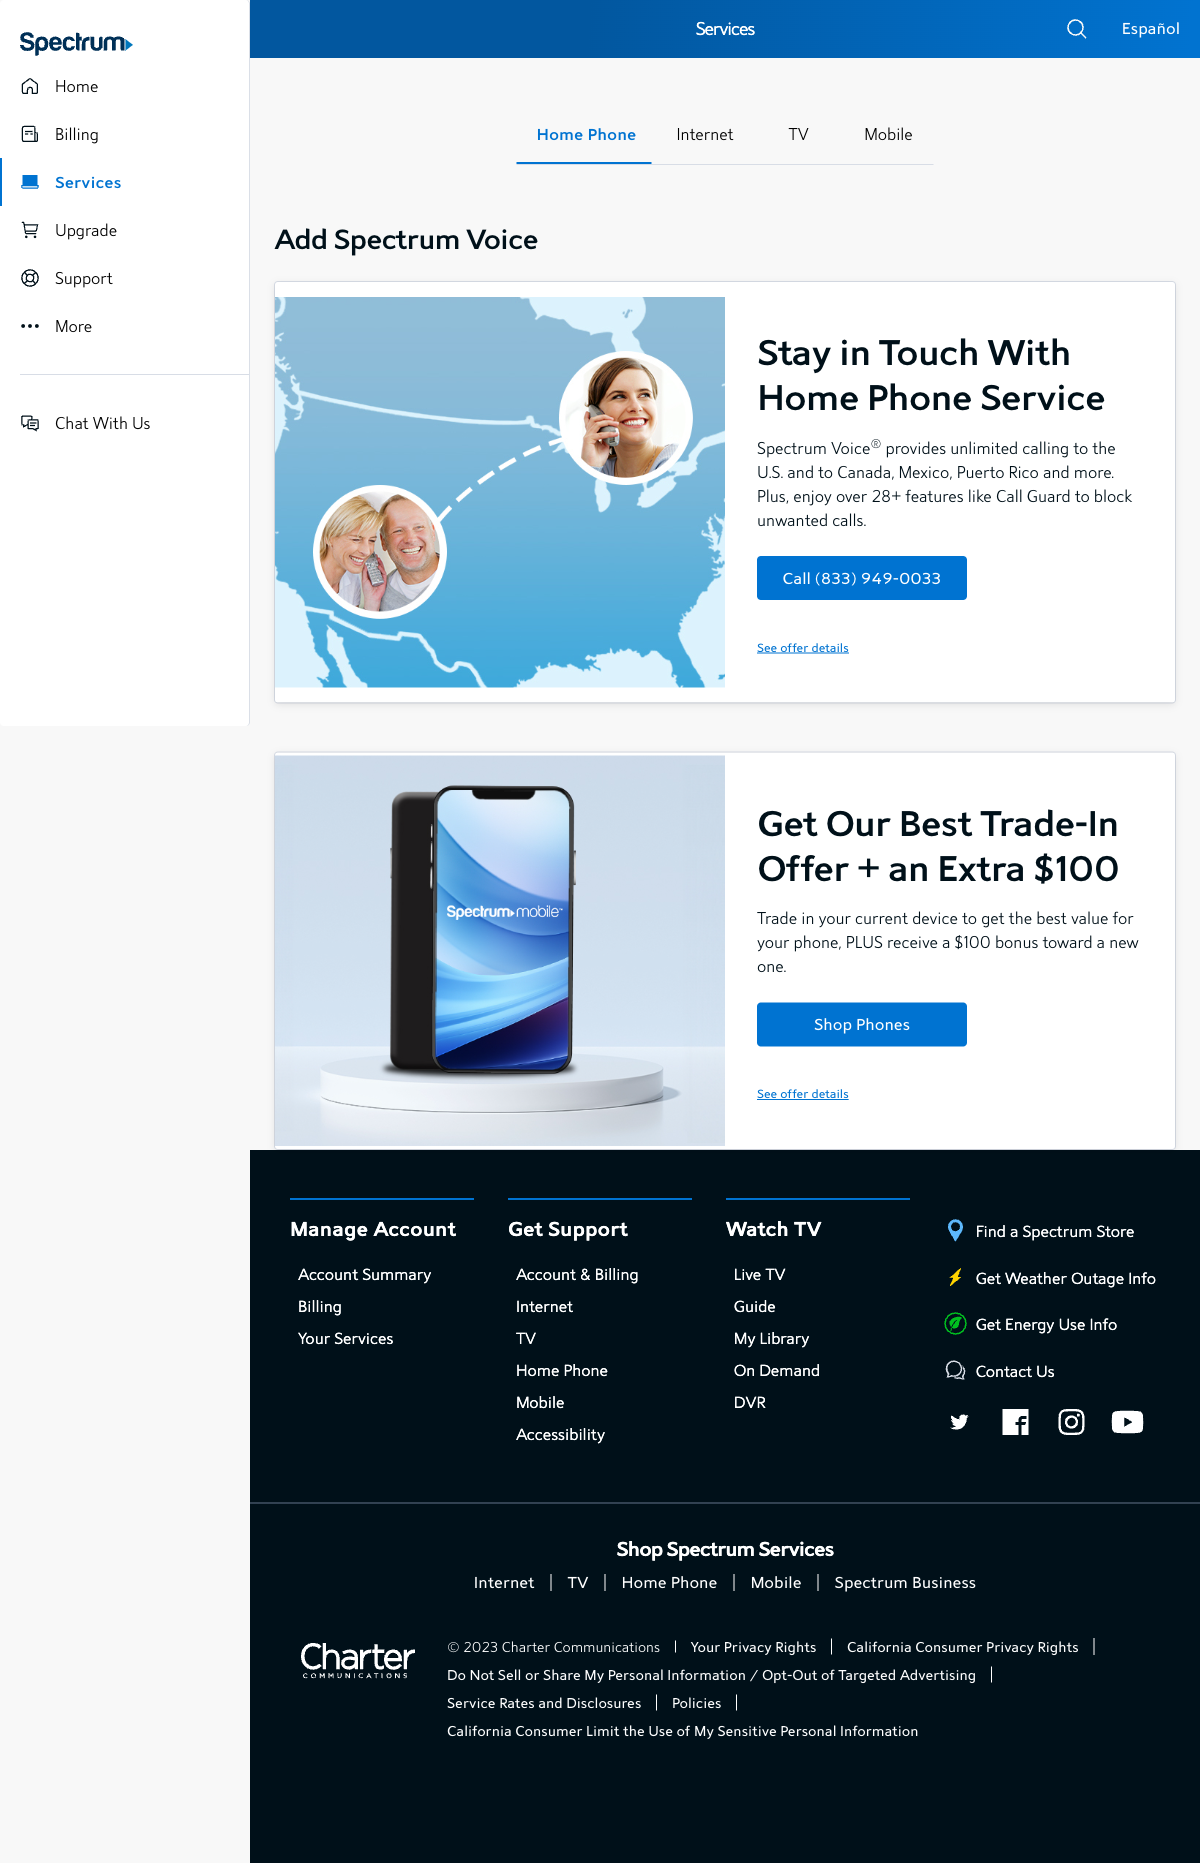 Spectrum
Home
Billing
Services
Upgrade
Support
More
Chat With Us
Services
Español
Home Phone
Internet
TV
Mobile
Add Spectrum Voice
Stay in Touch With
Home Phone Service
Spectrum Voice® provides unlimited calling to the
U.S. and to Canada, Mexico, Puerto Rico and more.
Plus, enjoy over 28+ features like Call Guard to block
unwanted calls.
Call (833) 949-0033
See offer details
Spectrum mobile™
Get Our Best Trade-In
Offer + an Extra $100
Trade in your current device to get the best value for
your phone, PLUS receive a $100 bonus toward a new
one.
Shop Phones
See offer details
Manage Account
Account Summary
Billing
Your Services
Get Support
Account & Billing
Internet
TV
Home Phone
Mobile
Accessibility
Watch TV
Live TV
Guide
My Library
On Demand
DVR
Find a Spectrum Store
Get Weather Outage Info
Get Energy Use Info
Contact Us
Shop Spectrum Services
Internet | TV | Home Phone | Mobile | Spectrum Business
Charter
COMMUNICATIONS
© 2023 Charter Communications | Your Privacy Rights | California Consumer Privacy Rights |
Do Not Sell or Share My Personal Information / Opt-Out of Targeted Advertising |
Service Rates and Disclosures | Policies |
California Consumer Limit the Use of My Sensitive Personal Information